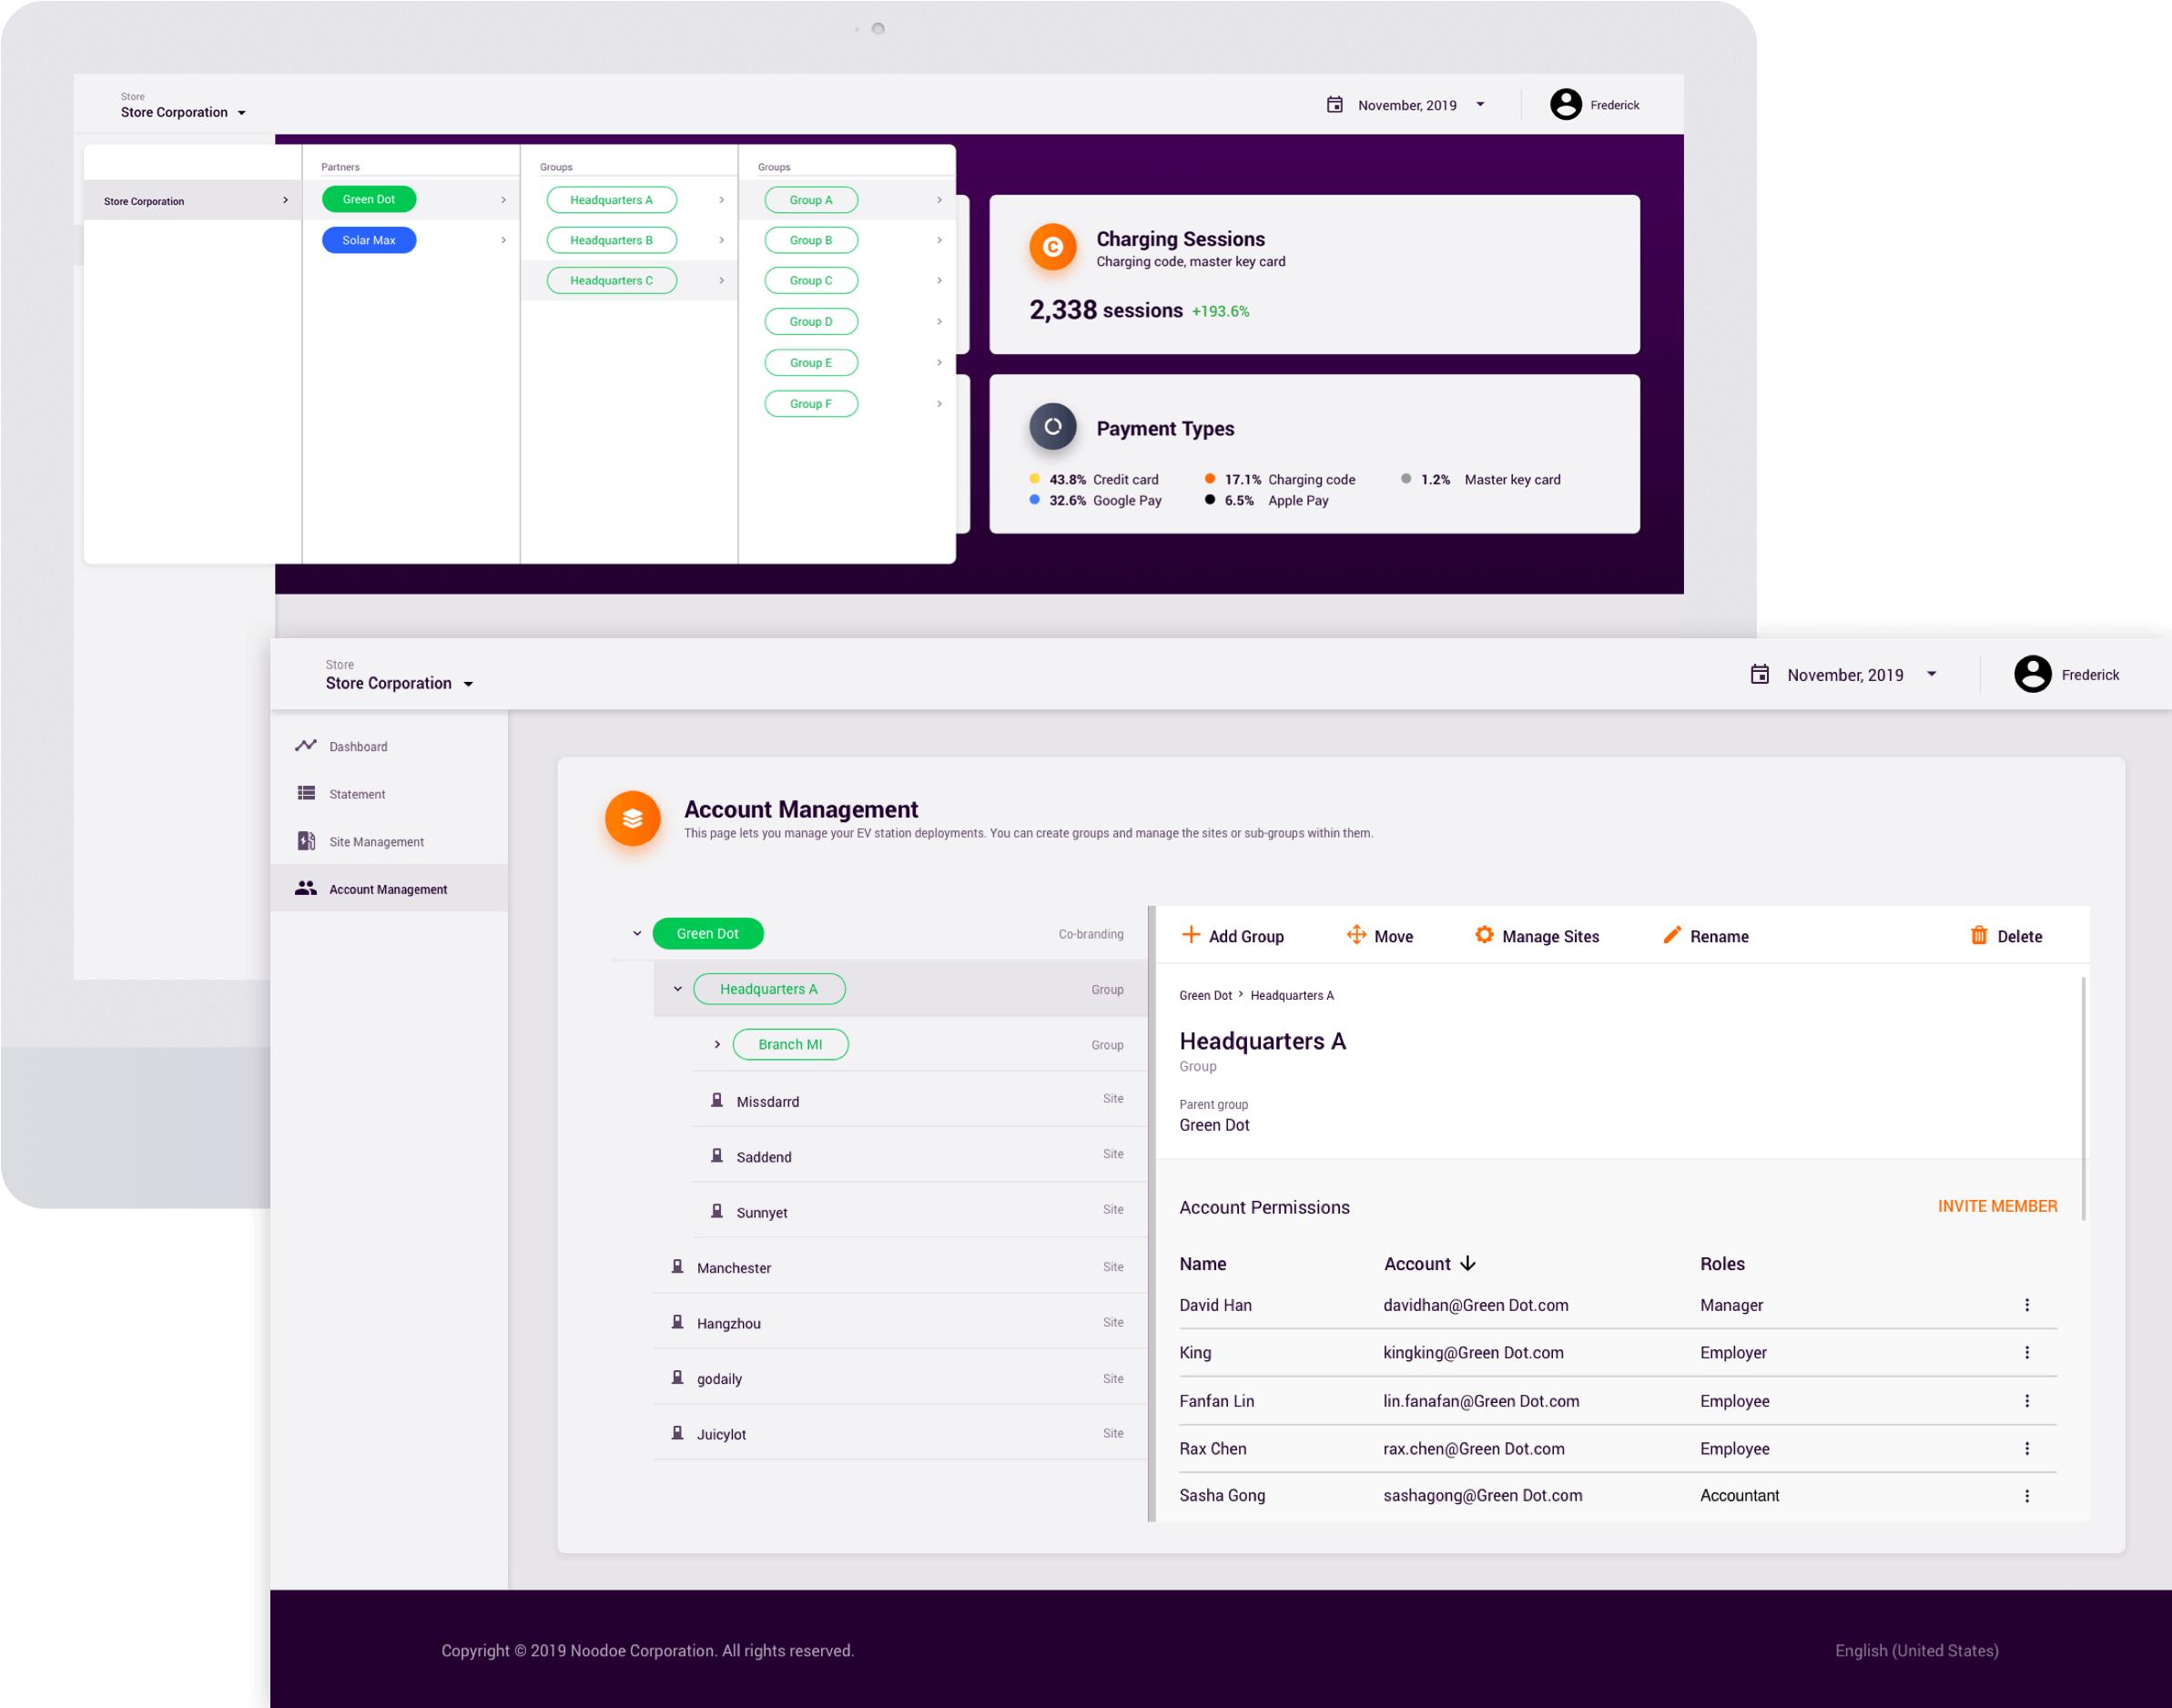 Store
Store Corporation
November, 2019
Frederick
Partners
Groups
Groups
Store Corporation
Green Dot
Headquarters A
Group A
Solar Max
Headquarters B
Group B
Headquarters C
Group C
Group D
Group E
Group F
Charging Sessions
Charging code, master key card
2,338 sessions +193.6%
Payment Types
43.8% Credit card
17.1% Charging code
1.2% Master key card
32.6% Google Pay
6.5% Apple Pay
Store
Store Corporation
November, 2019
Frederick
Dashboard
Statement
Site Management
Account Management
Account Management
This page lets you manage your EV station deployments. You can create groups and manage the sites or sub-groups within them.
Green Dot
Co-branding
Headquarters A
Group
Branch MI
Group
Missdarrd
Site
Saddend
Site
Sunnyet
Site
Manchester
Site
Hangzhou
Site
godaily
Site
Juicylot
Site
Add Group
Move
Manage Sites
Rename
Delete
Green Dot > Headquarters A
Headquarters A
Group
Parent group
Green Dot
Account Permissions
INVITE MEMBER
Name Account Roles
David Han davidhan@Green Dot.com Manager
King kingking@Green Dot.com Employer
Fanfan Lin lin.fanafan@Green Dot.com Employee
Rax Chen rax.chen@Green Dot.com Employee
Sasha Gong sashagong@Green Dot.com Accountant
Copyright © 2019 Noodoe Corporation. All rights reserved.
English (United States)